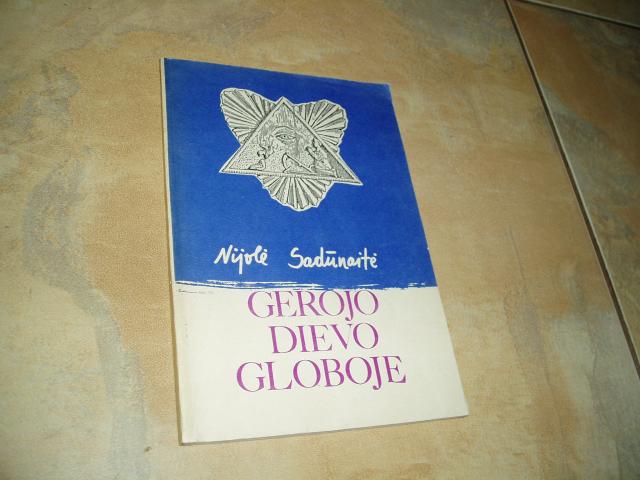 Nijolė Sadūnaitė
GEROJO
DIEVO
GLOBOJE